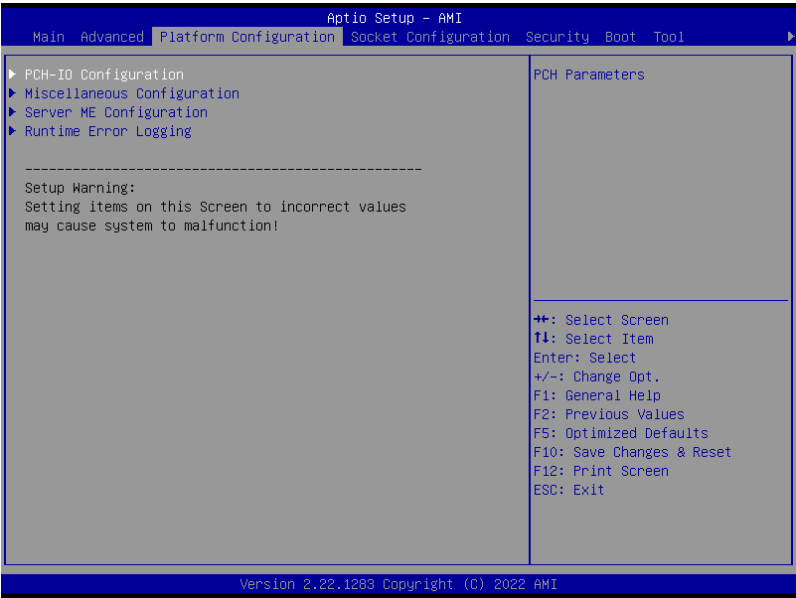 Aptio Setup – AMI
Main Advanced Platform Configuration Socket Configuration Security Boot Tool ▶
▶ PCH-IO Configuration
▶ Miscellaneous Configuration
▶ Server ME Configuration
▶ Runtime Error Logging
--------------------------------------------------
Setup Warning:
Setting items on this Screen to incorrect values
may cause system to malfunction!
PCH Parameters
→←: Select Screen
↑↓: Select Item
Enter: Select
+/-: Change Opt.
F1: General Help
F2: Previous Values
F5: Optimized Defaults
F10: Save Changes & Reset
F12: Print Screen
ESC: Exit
Version 2.22.1283 Copyright (C) 2022 AMI